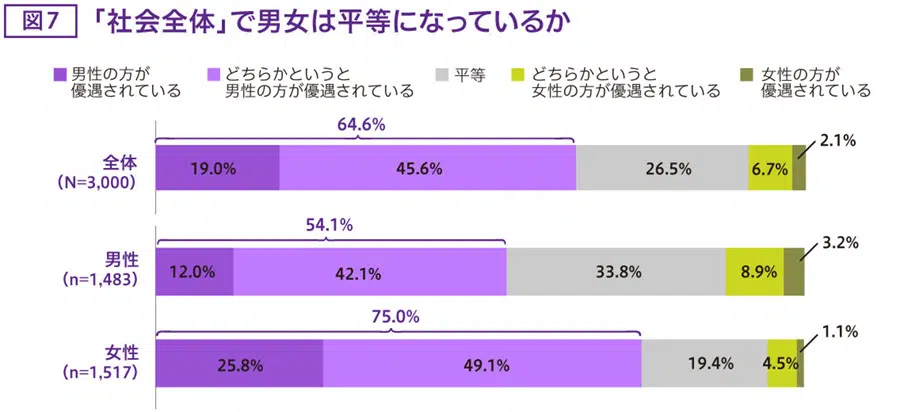 図7 「社会全体」で男女は平等になっているか
男性の方が
優遇されている
どちらかというと
男性の方が優遇されている
平等
どちらかというと
女性の方が優遇されている
女性の方が
優遇されている
64.6%
全体
(N=3,000)
19.0% 45.6% 26.5% 6.7% 2.1%
54.1%
男性
(n=1,483)
12.0% 42.1% 33.8% 8.9% 3.2%
75.0%
女性
(n=1,517)
25.8% 49.1% 19.4% 4.5% 1.1%